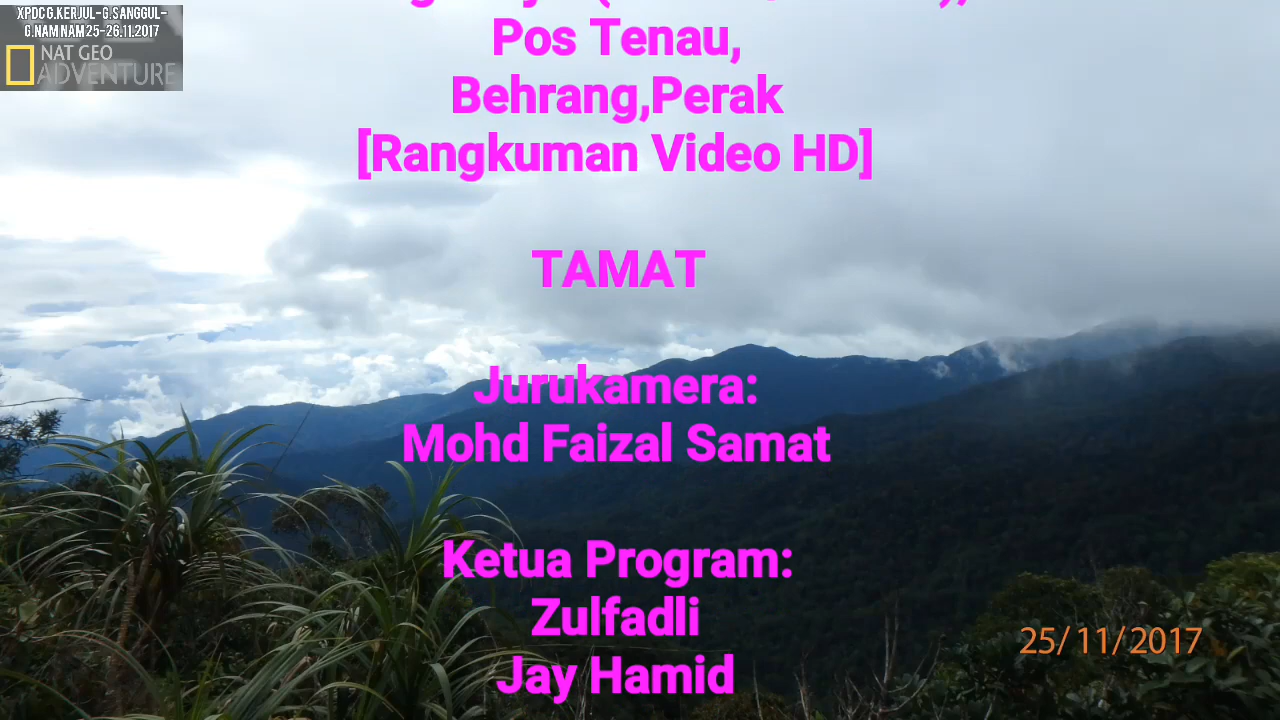 XPDC G.KERJUL-G.SANGGUL-
G.NAM NAM 25-26.11.2017
NAT GEO
ADVENTURE
Pos Tenau,
Behrang,Perak
[Rangkuman Video HD]
TAMAT
Jurukamera:
Mohd Faizal Samat
Ketua Program:
Zulfadli
Jay Hamid
25/11/2017